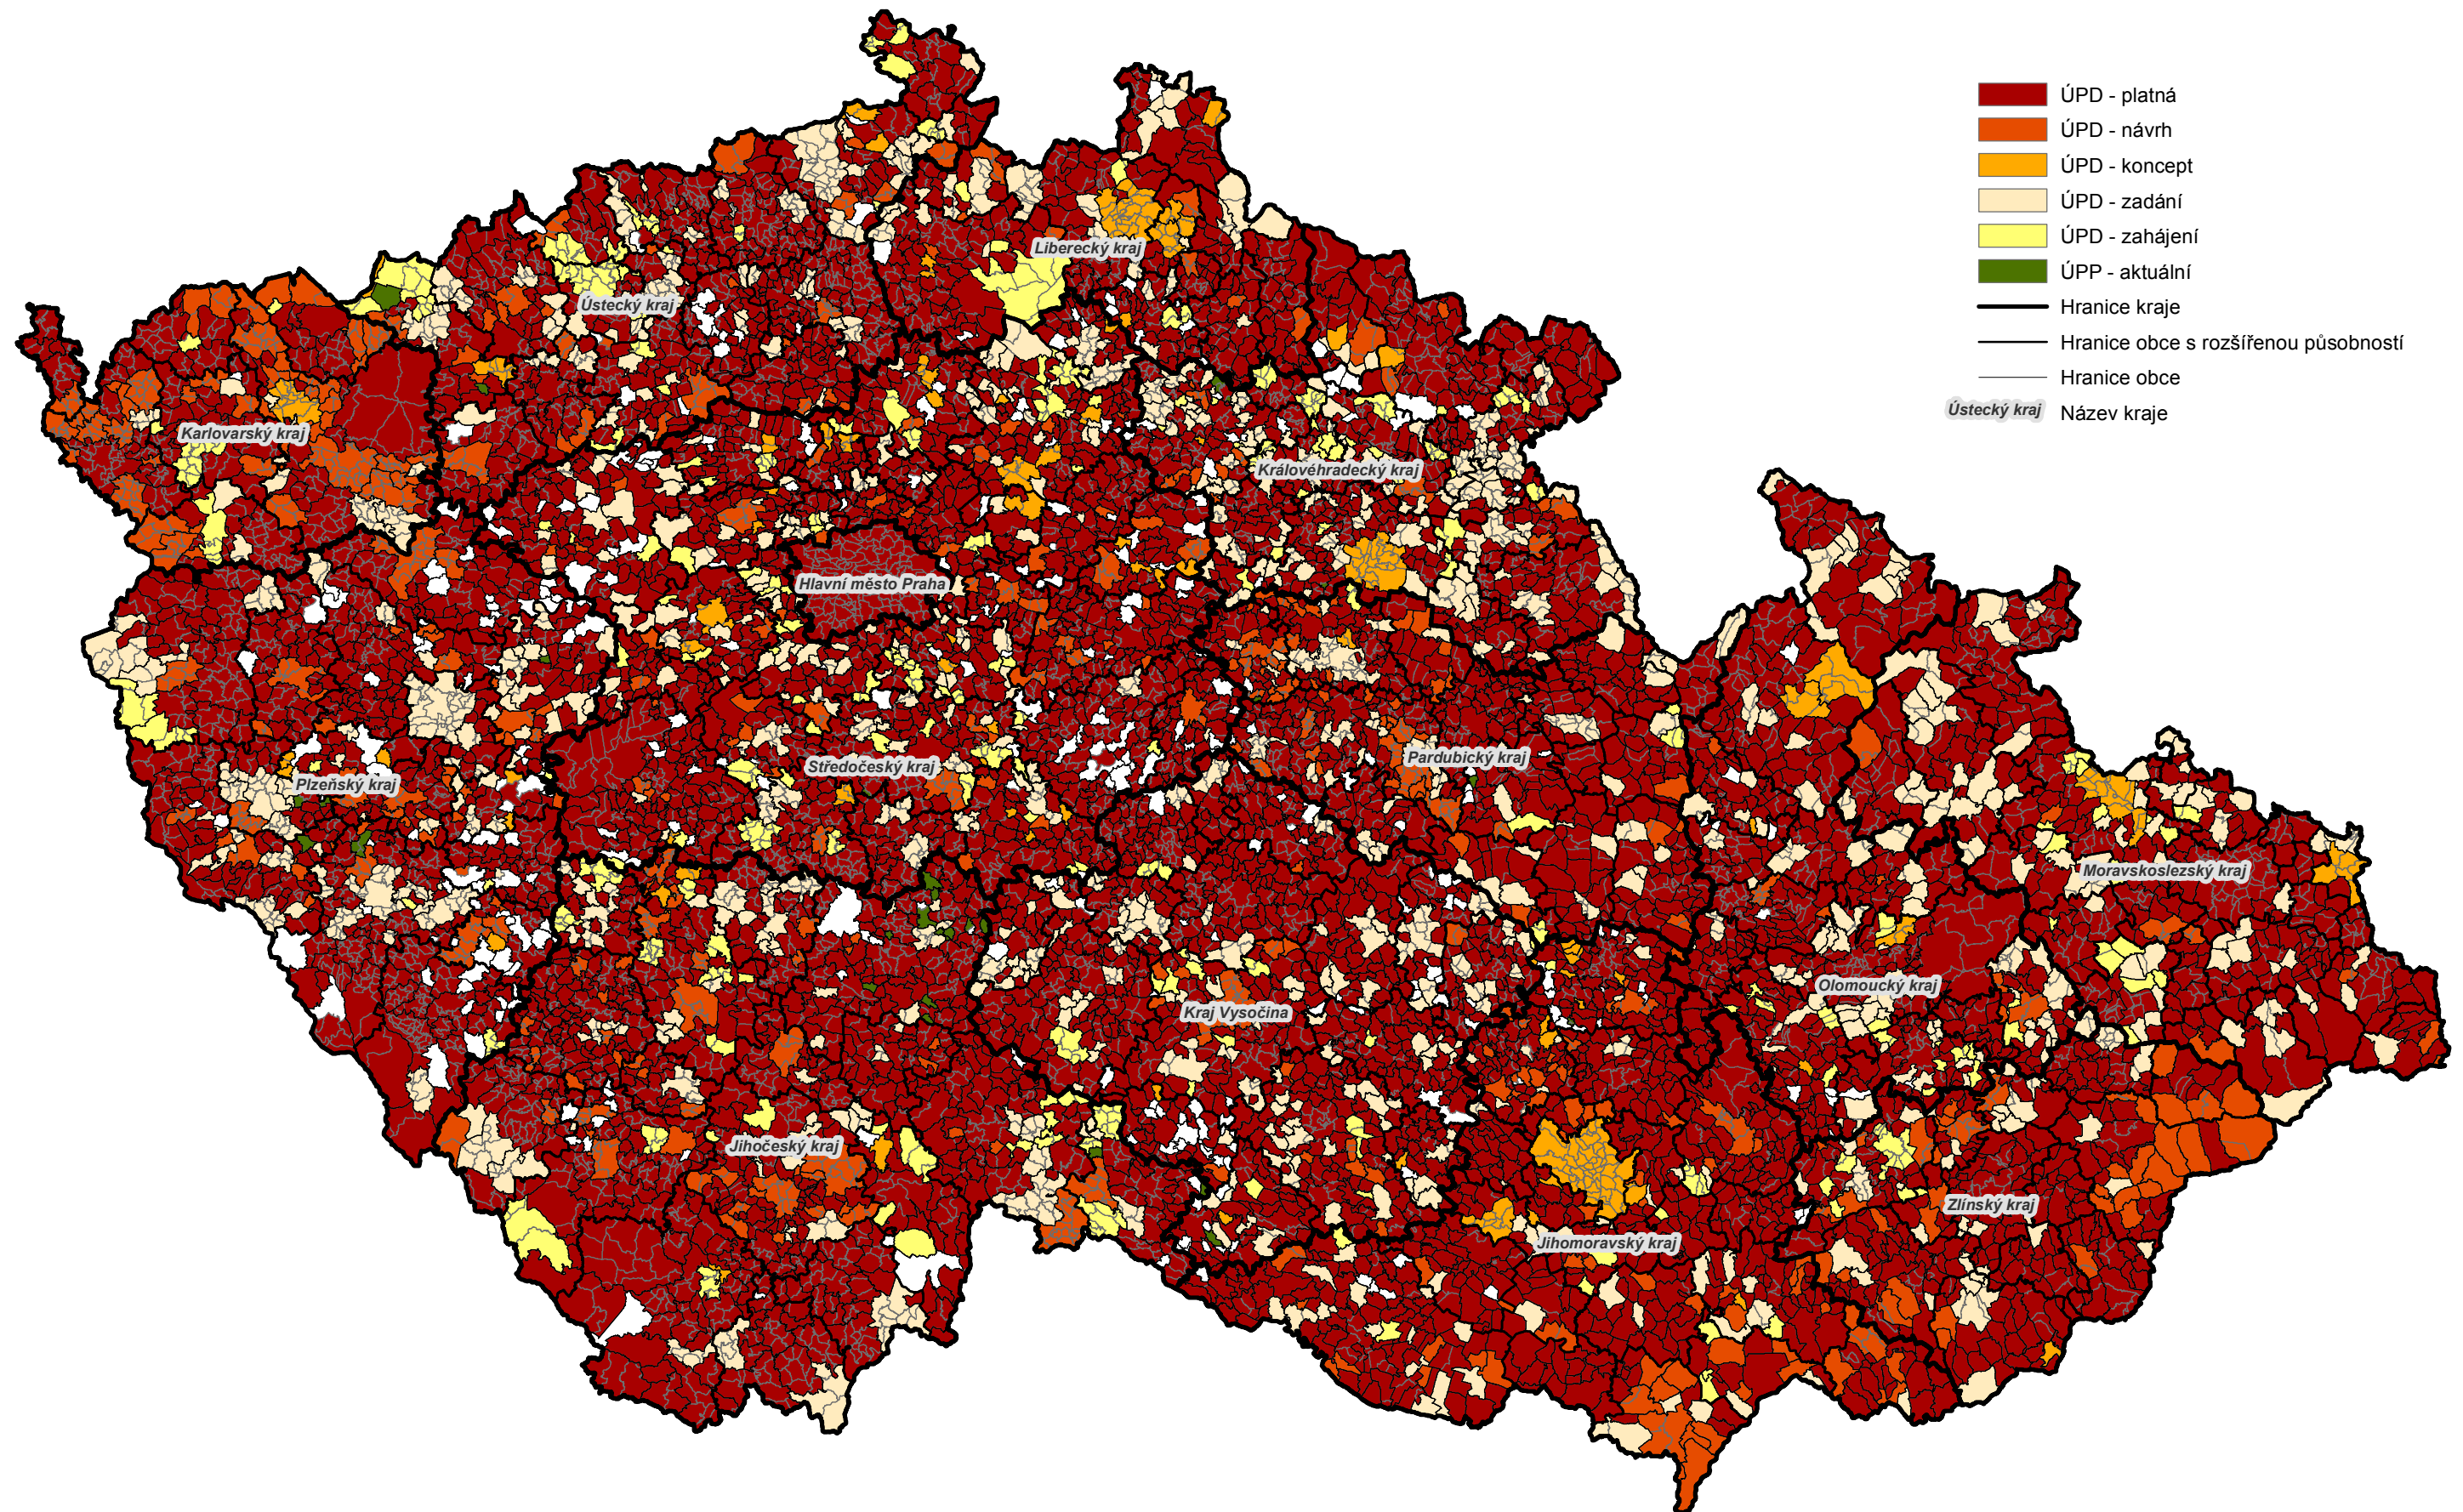 ÚPD - platná
ÚPD - návrh
ÚPD - koncept
ÚPD - zadání
ÚPD - zahájení
ÚPP - aktuální
Hranice kraje
Hranice obce s rozšířenou působností
Hranice obce
Ústecký kraj Název kraje
Liberecký kraj
Ústecký kraj
Karlovarský kraj
Královéhradecký kraj
Hlavní město Praha
Pardubický kraj
Středočeský kraj
Plzeňský kraj
Moravskoslezský kraj
Olomoucký kraj
Kraj Vysočina
Jihočeský kraj
Zlínský kraj
Jihomoravský kraj